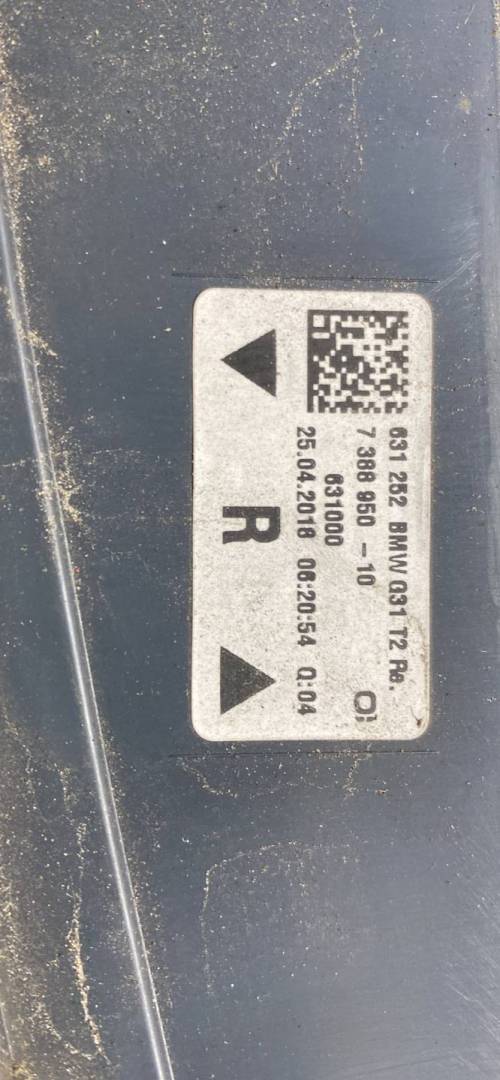 631 252 BMW G31 T2 Re.
7 388 950 - 10
631000
25.04.2018 06:20:54 Q:04
R